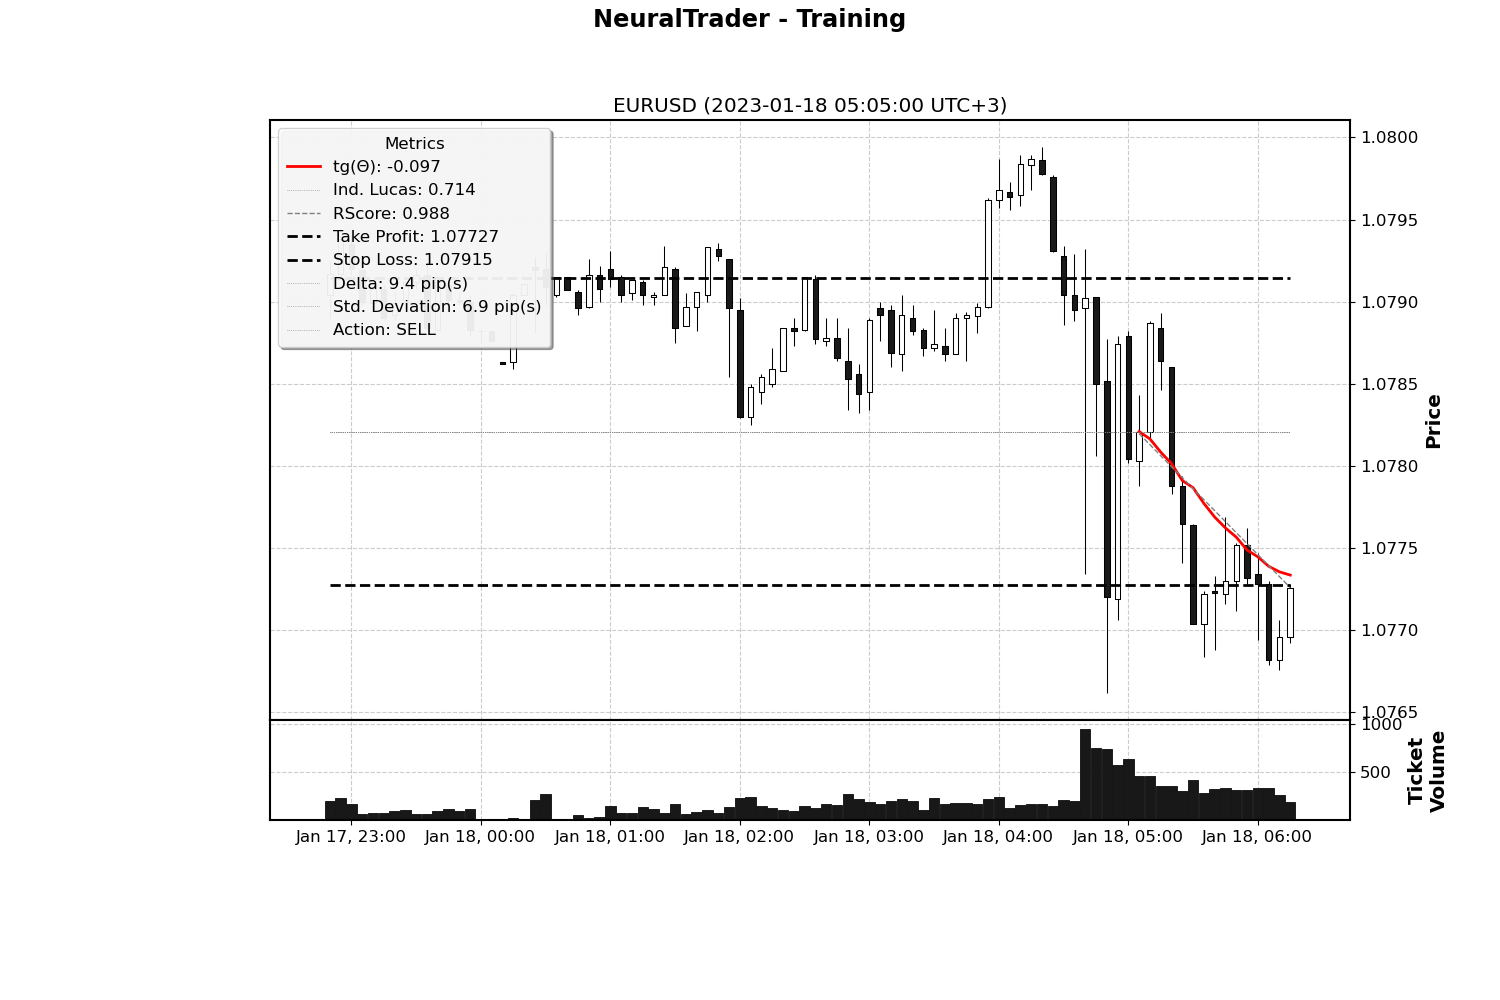 NeuralTrader - Training
EURUSD (2023-01-18 05:05:00 UTC+3)
Metrics
tg(Θ): -0.097
Ind. Lucas: 0.714
RScore: 0.988
Take Profit: 1.07727
Stop Loss: 1.07915
Delta: 9.4 pip(s)
Std. Deviation: 6.9 pip(s)
Action: SELL
1.0800
1.0795
1.0790
1.0785
1.0780
1.0775
1.0770
1.0765
Price
1000
500
Ticket
Volume
Jan 17, 23:00
Jan 18, 00:00
Jan 18, 01:00
Jan 18, 02:00
Jan 18, 03:00
Jan 18, 04:00
Jan 18, 05:00
Jan 18, 06:00